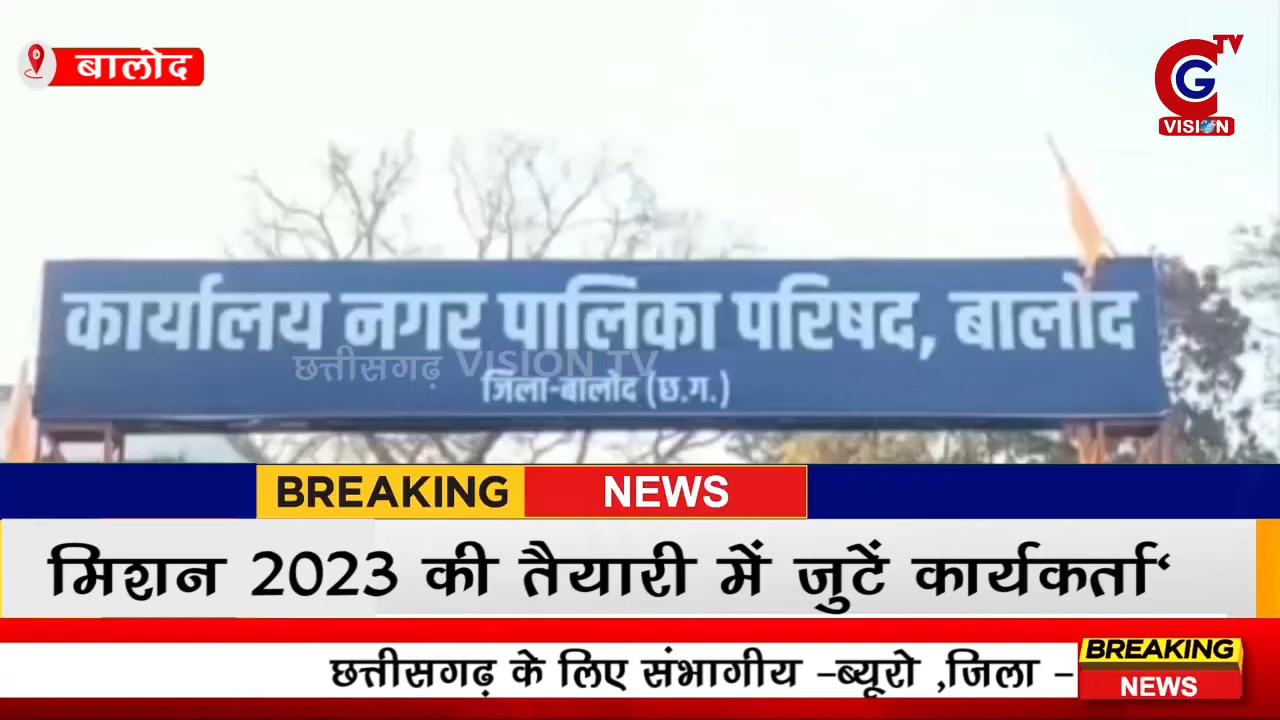 बालोद
CG TV
VISION
कार्यालय नगर पालिका परिषद, बालोद
छत्तीसगढ़ VISION TV
जिला-बालोद (छ.ग.)
BREAKING NEWS
मिशन 2023 की तैयारी में जुटें कार्यकर्ता‘
छत्तीसगढ़ के लिए संभागीय -ब्यूरो ,जिला -
BREAKING
NEWS